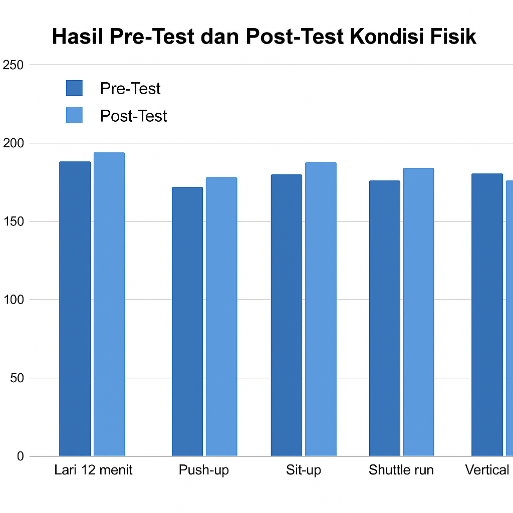 Hasil Pre-Test dan Post-Test Kondisi Fisik
250
Pre-Test
Post-Test
200
150
100
50
0
Lari 12 menit Push-up Sit-up Shuttle run Vertical